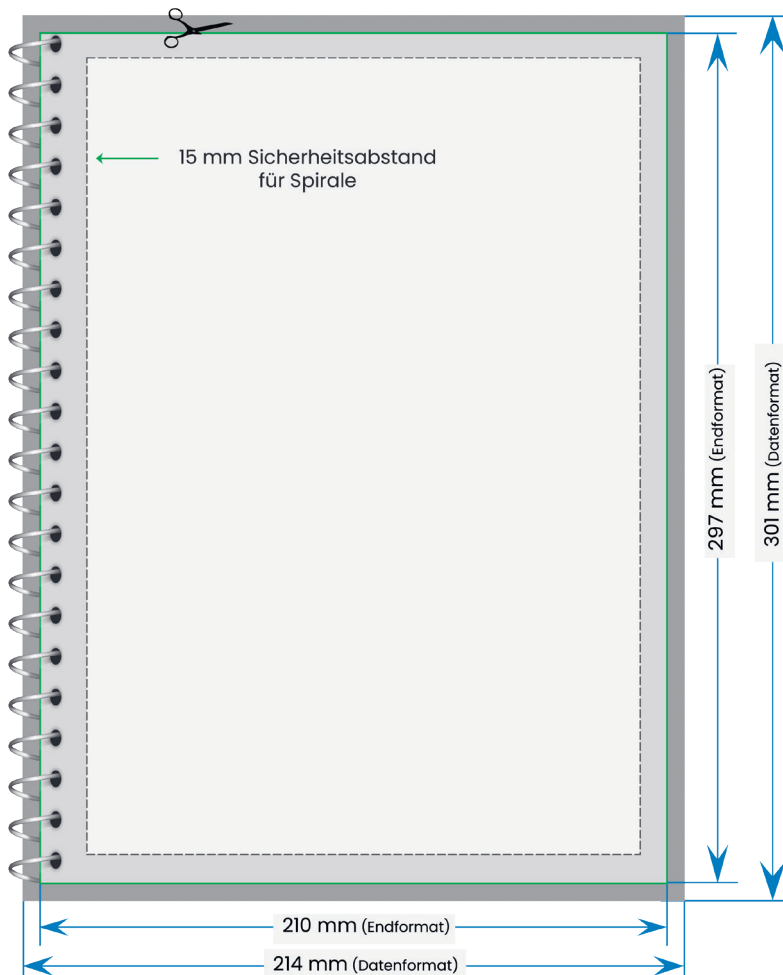 15 mm Sicherheitsabstand
für Spirale
297 mm (Endformat)
301 mm (Datenformat)
210 mm (Endformat)
214 mm (Datenformat)